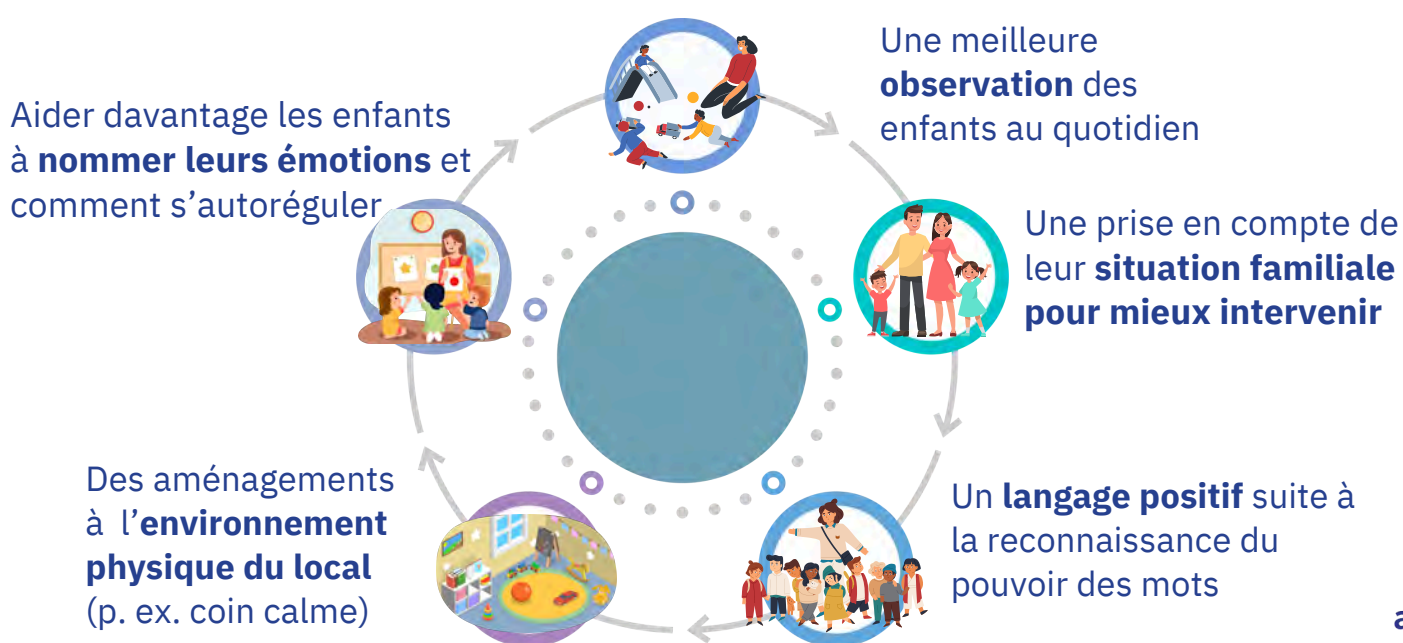 Une meilleure
observation des
enfants au quotidien
Une prise en compte de
leur situation familiale
pour mieux intervenir
Un langage positif suite à
la reconnaissance du
pouvoir des mots
Des aménagements
à l’environnement
physique du local
(p. ex. coin calme)
Aider davantage les enfants
à nommer leurs émotions et
comment s’autoréguler
a